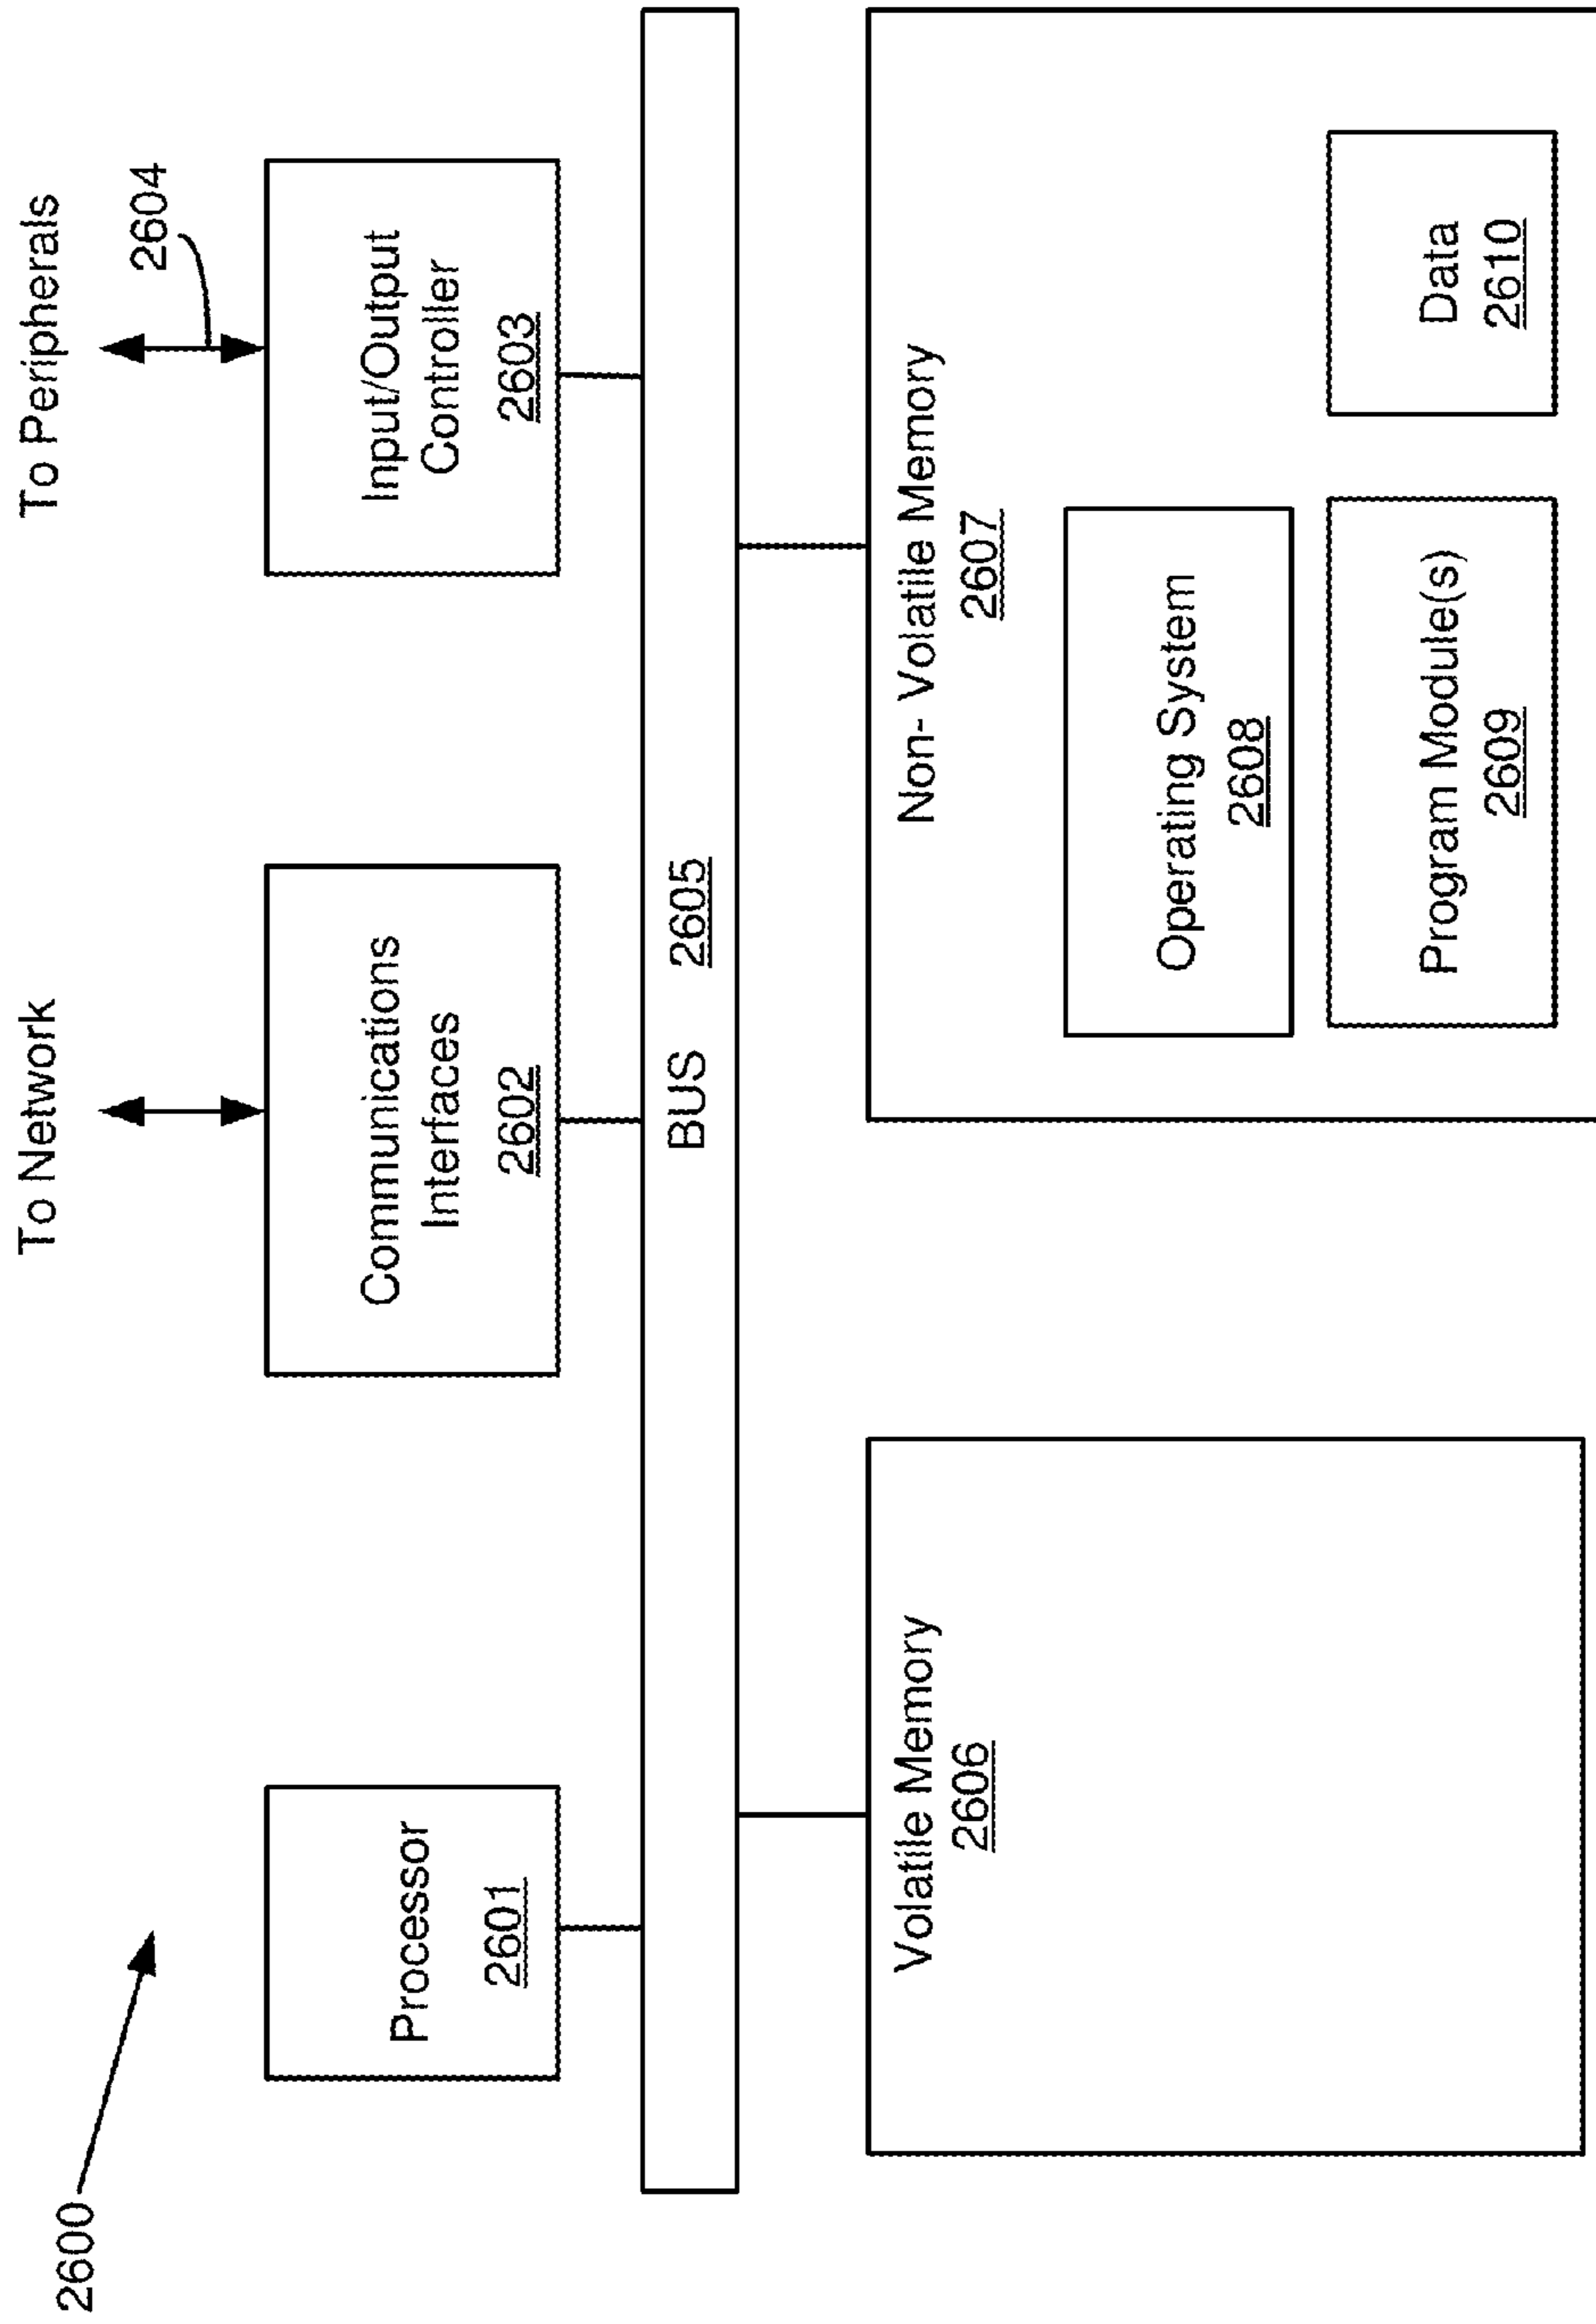 2600
To Network
To Peripherals
2604
Processor
2601
Communications
Interfaces
2602
Input/Output
Controller
2603
BUS 2605
Volatile Memory
2606
Non- Volatile Memory
2607
Operating System
2608
Program Module(s)
2609
Data
2610